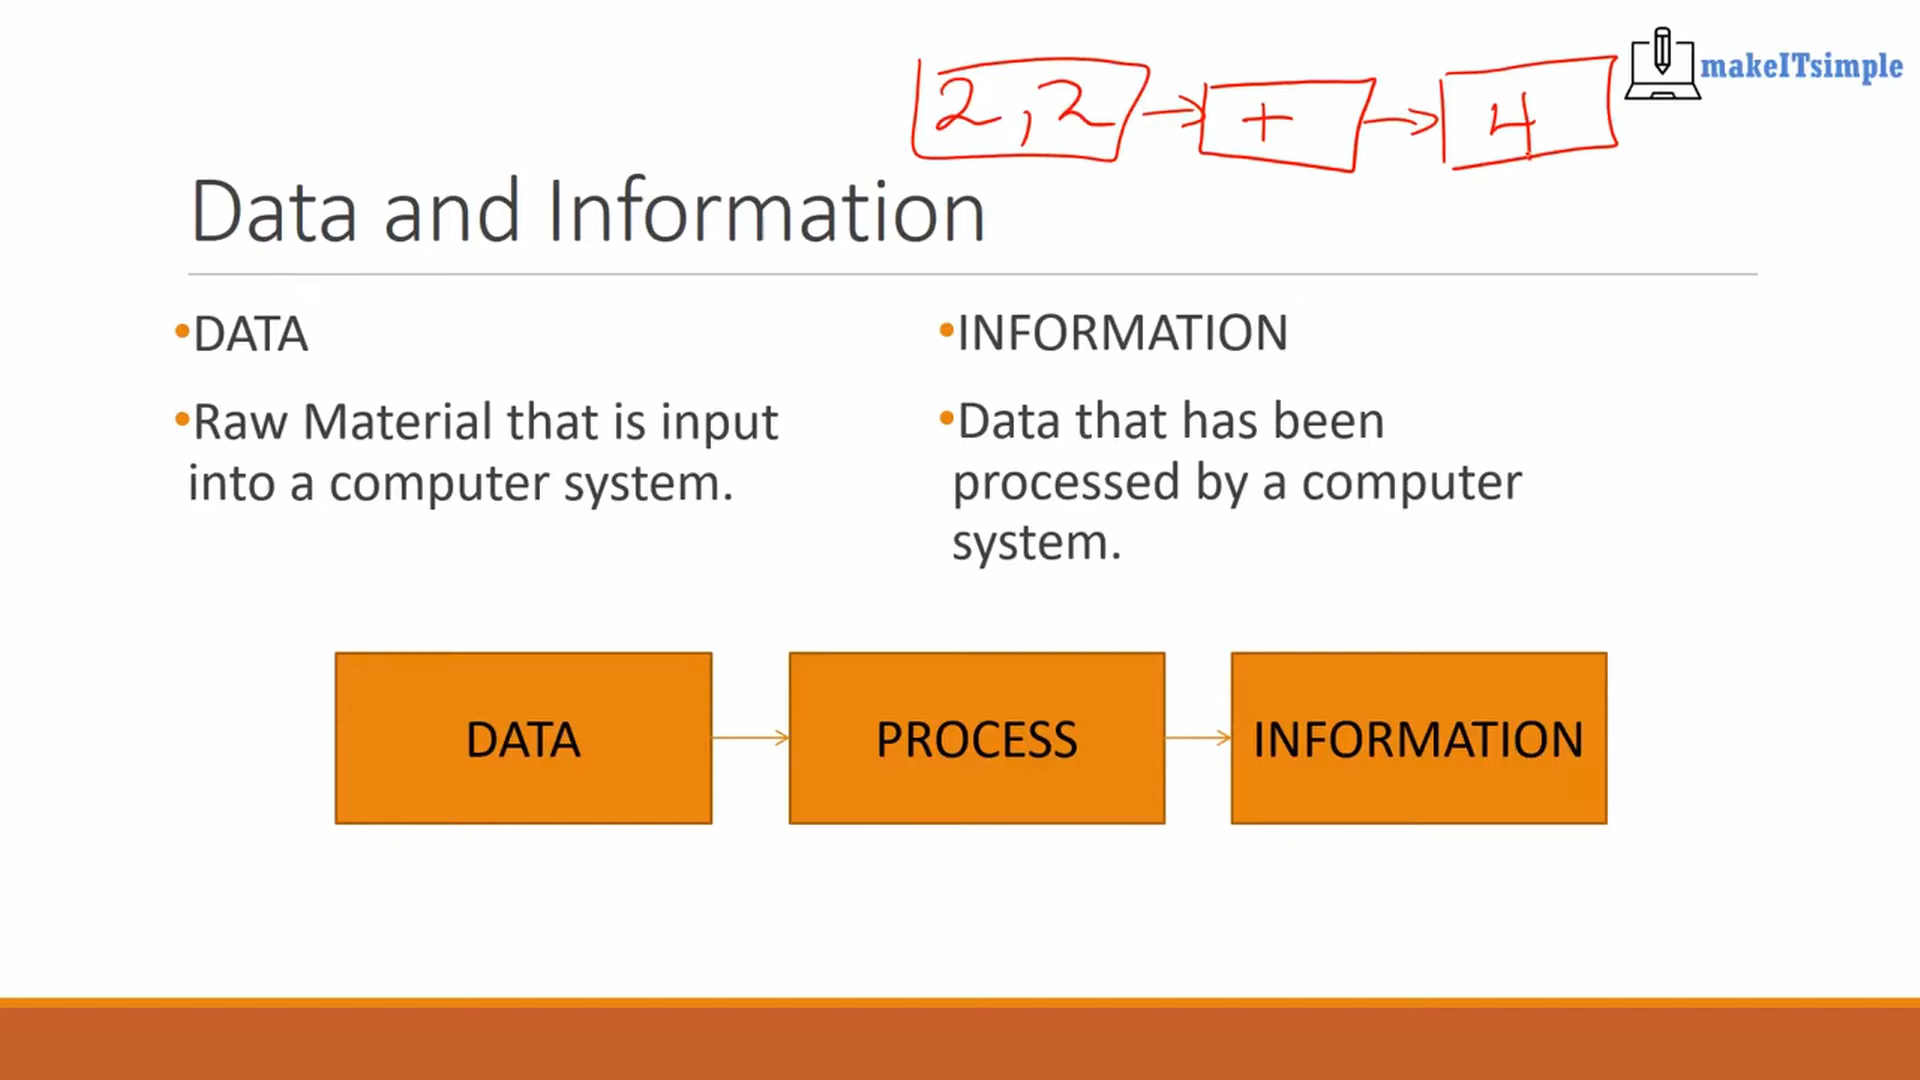 2,2 → + → 4
makeITsimple
Data and Information
•DATA
•Raw Material that is input
into a computer system.
•INFORMATION
•Data that has been
processed by a computer
system.
DATA
PROCESS
INFORMATION